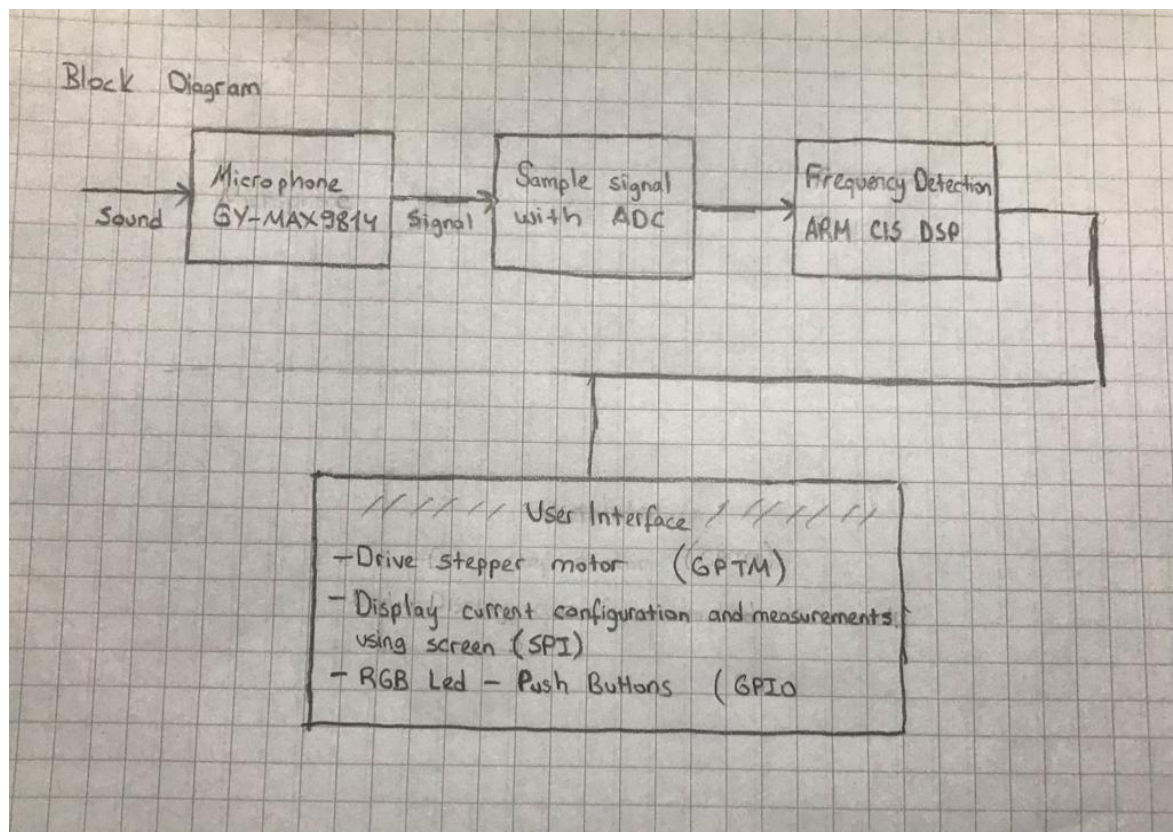 Block Diagram
Microphone
GY-MAX9814
Sound
Signal
Sample signal
with ADC
Frequency Detection
ARM CIS DSP
User Interface
- Drive stepper motor (GPTM)
- Display current configuration and measurements
using screen (SPI)
- RGB Led - Push Buttons (GPIO